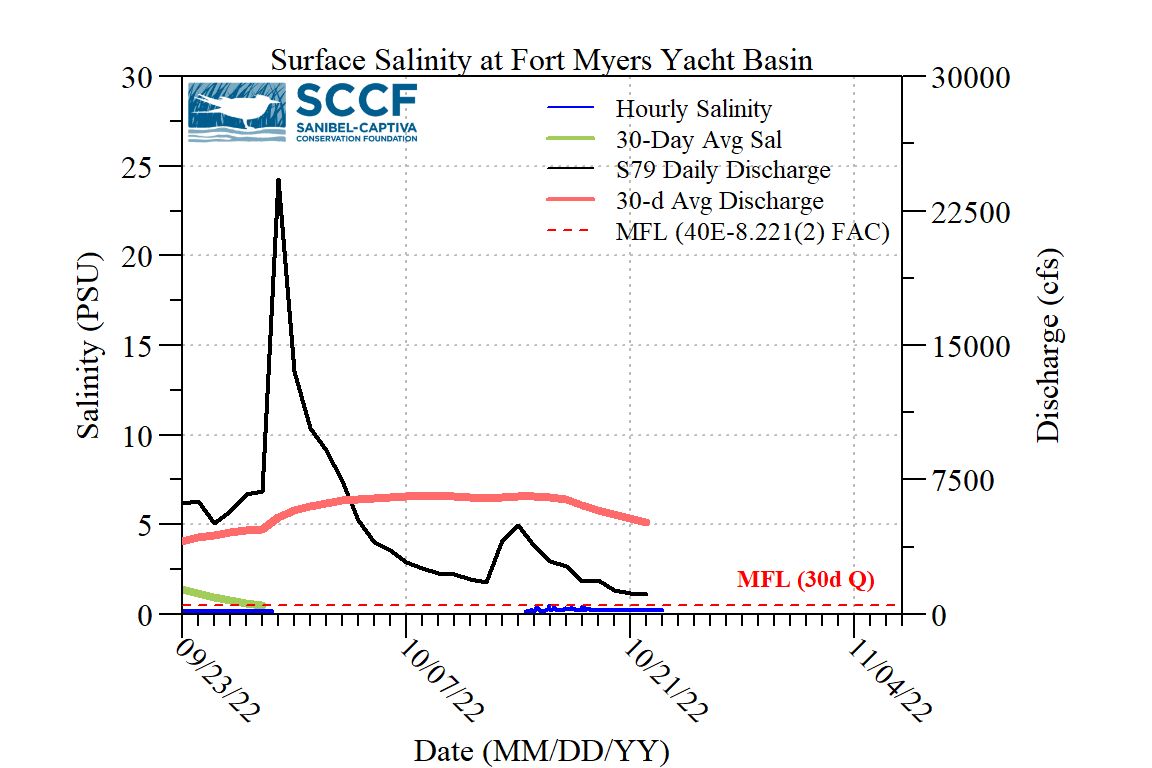 Surface Salinity at Fort Myers Yacht Basin
SCCF
SANIBEL-CAPTIVA
CONSERVATION FOUNDATION
Hourly Salinity
30-Day Avg Sal
S79 Daily Discharge
30-d Avg Discharge
MFL (40E-8.221(2) FAC)
Salinity (PSU)
30
25
20
15
10
5
0
30000
22500
15000
7500
0
Discharge (cfs)
MFL (30d Q)
09/23/22
10/07/22
10/21/22
11/04/22
Date (MM/DD/YY)